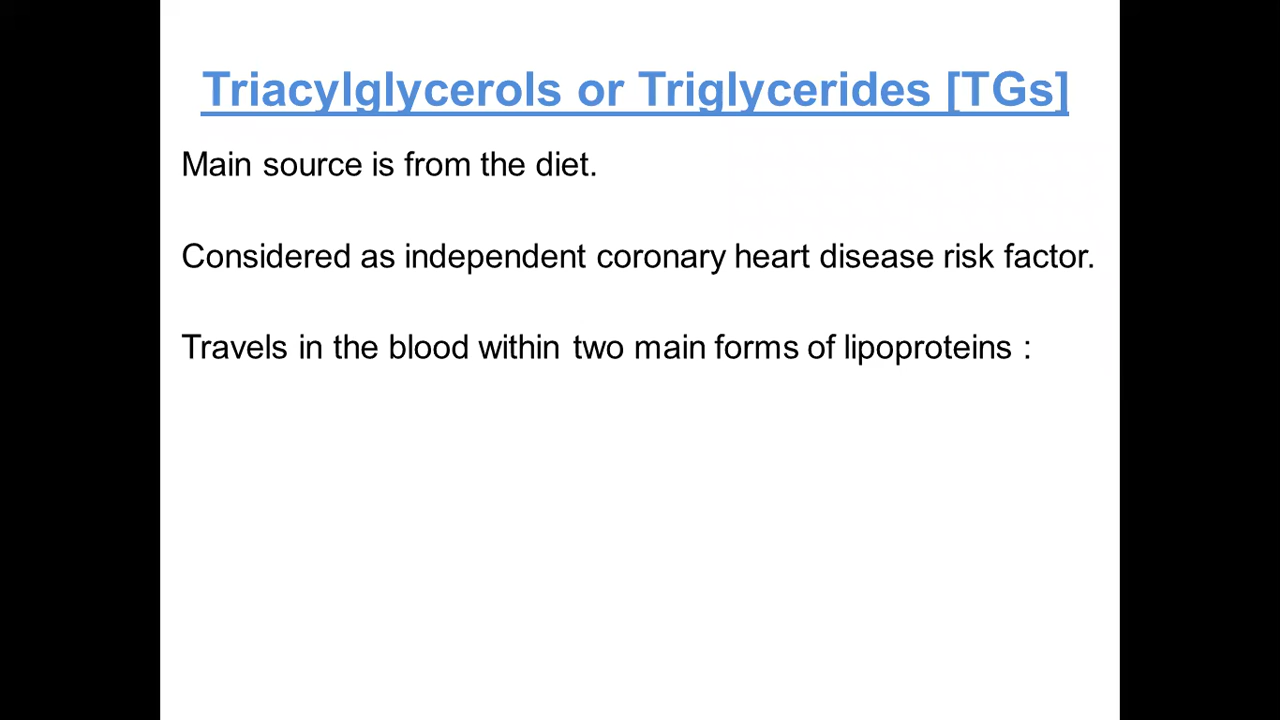 Triacylglycerols or Triglycerides [TGs]
Main source is from the diet.
Considered as independent coronary heart disease risk factor.
Travels in the blood within two main forms of lipoproteins :